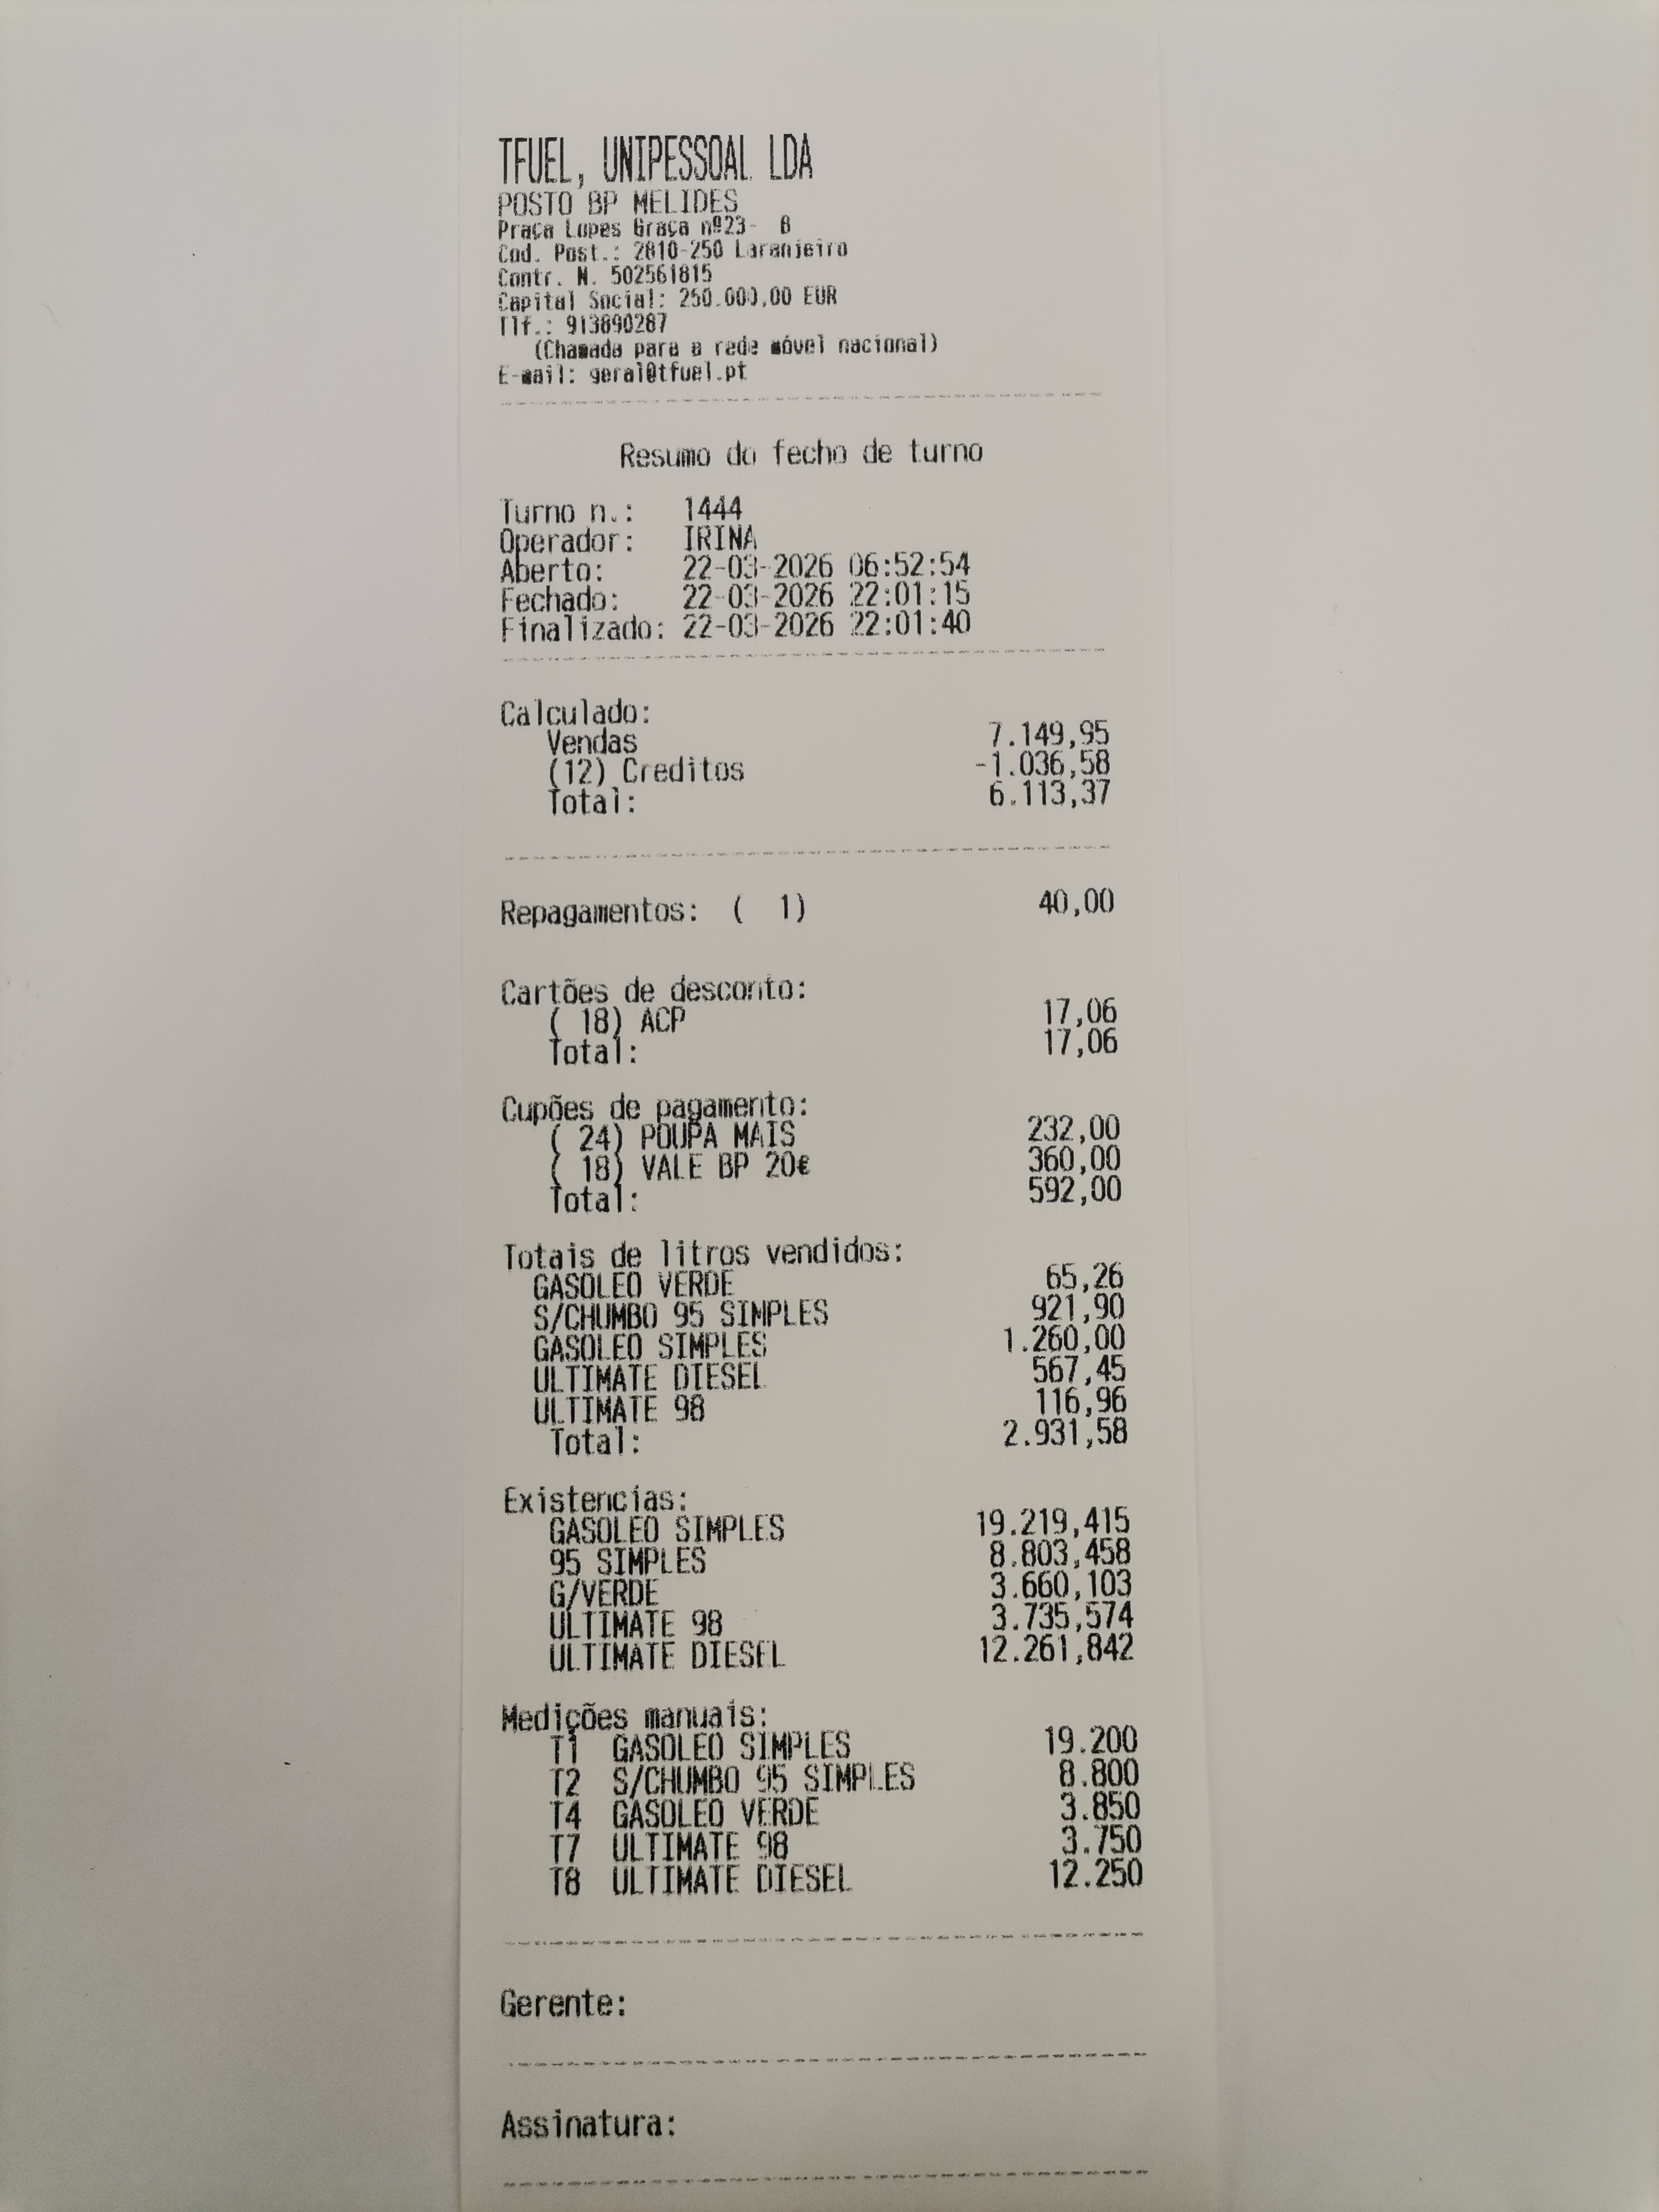 TFUEL, UNIPESSOAL LDA
POSTO BP MELIDES
Praça Lopes Graça nº23- B
Cod. Post.: 2810-250 Laranjeiro
Contr. N. 502561815
Capital Social: 250.000,00 EUR
Tlf.: 913890287
(Chamada para a rede móvel nacional)
E-mail: geral@tfuel.pt
Resumo do fecho de turno
Turno n.: 1444
Operador: IRINA
Aberto: 22-03-2026 06:52:54
Fechado: 22-03-2026 22:01:15
Finalizado: 22-03-2026 22:01:40
Calculado:
Vendas 7.149,95
(12) Creditos -1.036,58
Total: 6.113,37
Repagamentos: ( 1) 40,00
Cartões de desconto:
( 18) ACP 17,06
Total: 17,06
Cupões de pagamento:
( 24) POUPA MAIS 232,00
( 18) VALE BP 20€ 360,00
Total: 592,00
Totais de litros vendidos:
GASOLEO VERDE 65,26
S/CHUMBO 95 SIMPLES 921,90
GASOLEO SIMPLES 1.260,00
ULTIMATE DIESEL 567,45
ULTIMATE 98 116,96
Total: 2.931,58
Existencias:
GASOLEO SIMPLES 19.219,415
95 SIMPLES 8.803,458
G/VERDE 3.660,103
ULTIMATE 98 3.735,574
ULTIMATE DIESEL 12.261,842
Medições manuais:
T1 GASOLEO SIMPLES 19.200
T2 S/CHUMBO 95 SIMPLES 8.800
T4 GASOLEO VERDE 3.850
T7 ULTIMATE 98 3.750
T8 ULTIMATE DIESEL 12.250
Gerente:
Assinatura: